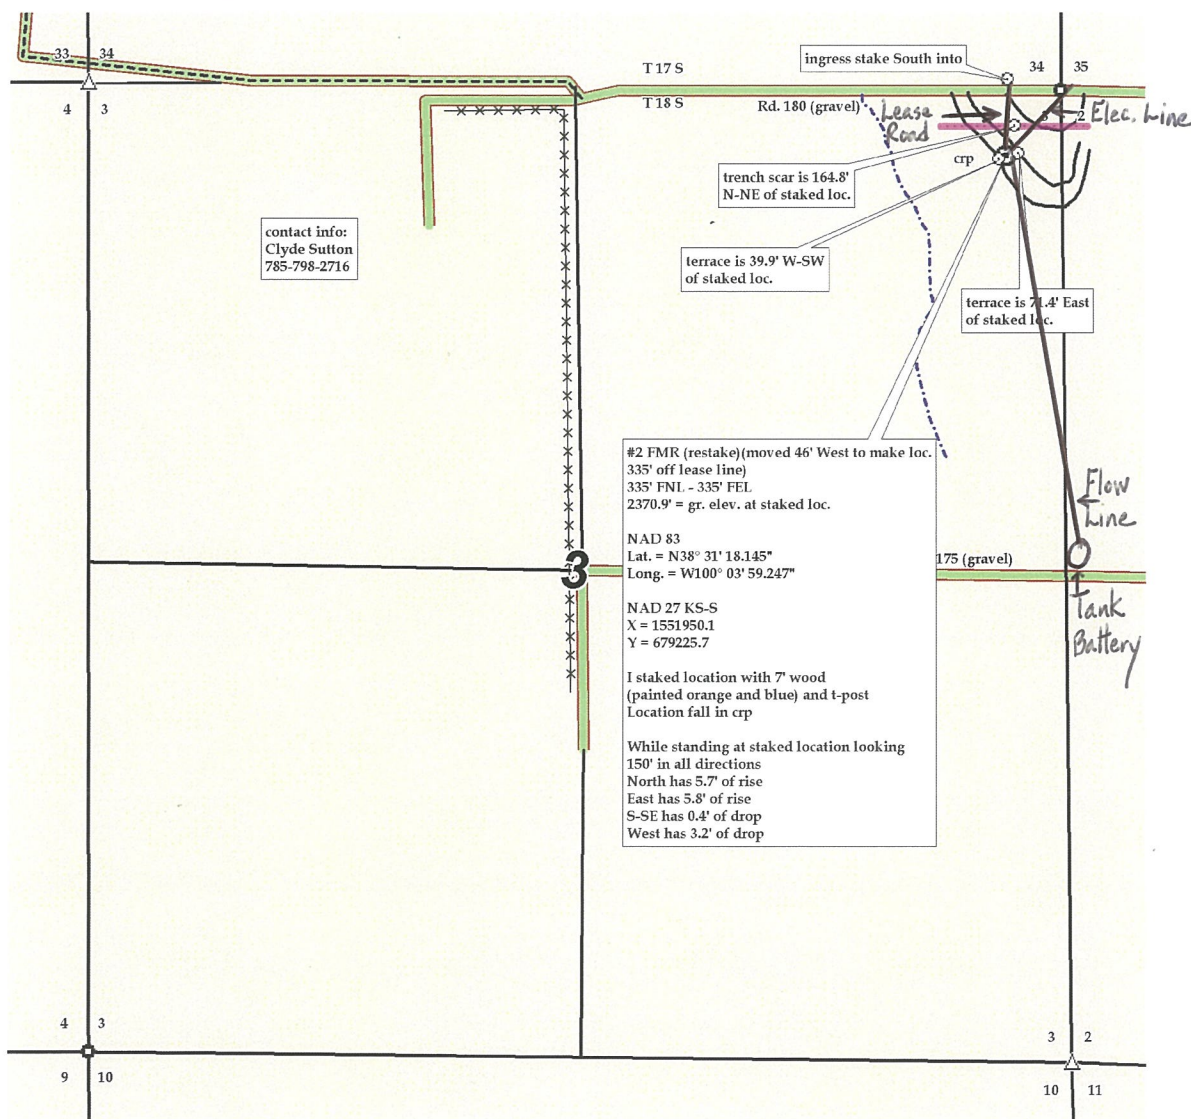 33 34
4 3
T 17 S
T 18 S
ingress stake South into
34 35
3 2
Rd. 180 (gravel)
Lease
Road
Elec. Line
crp
trench scar is 164.8'
N-NE of staked loc.
contact info:
Clyde Sutton
785-798-2716
terrace is 39.9' W-SW
of staked loc.
terrace is 71.4' East
of staked loc.
#2 FMR (restake)(moved 46' West to make loc.
335' off lease line)
335' FNL - 335' FEL
2370.9' = gr. elev. at staked loc.
NAD 83
Lat. = N38° 31' 18.145"
Long. = W100° 03' 59.247"
NAD 27 KS-S
X = 1551950.1
Y = 679225.7
I staked location with 7' wood
(painted orange and blue) and t-post
Location fall in crp
While standing at staked location looking
150' in all directions
North has 5.7' of rise
East has 5.8' of rise
S-SE has 0.4' of drop
West has 3.2' of drop
Flow
Line
3
175 (gravel)
Tank
Battery
4 3
9 10
3 2
10 11